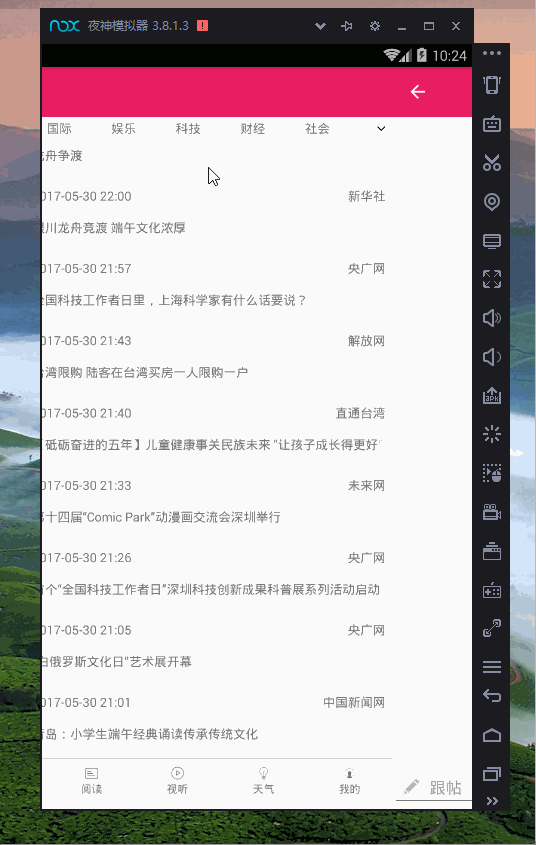 nox 夜神模拟器 3.8.1.3
10:24
国际 娱乐 科技 财经 社会
舟争渡
017-05-30 22:00 新华社
川龙舟竞渡 端午文化浓厚
017-05-30 21:57 央广网
全国科技工作者日里，上海科学家有什么话要说？
017-05-30 21:43 解放网
台湾限购 陆客在台湾买房一人限购一户
017-05-30 21:40 直通台湾
【砥砺奋进的五年】儿童健康事关民族未来 “让孩子成长得更好”
017-05-30 21:33 未来网
第十四届“Comic Park”动漫画交流会深圳举行
017-05-30 21:26 央广网
首个“全国科技工作者日”深圳科技创新成果科普展系列活动启动
017-05-30 21:05 央广网
“白俄罗斯文化日”艺术展开幕
017-05-30 21:01 中国新闻网
青岛：小学生端午经典诵读传承传统文化
阅读 视听 天气 我的 跟帖